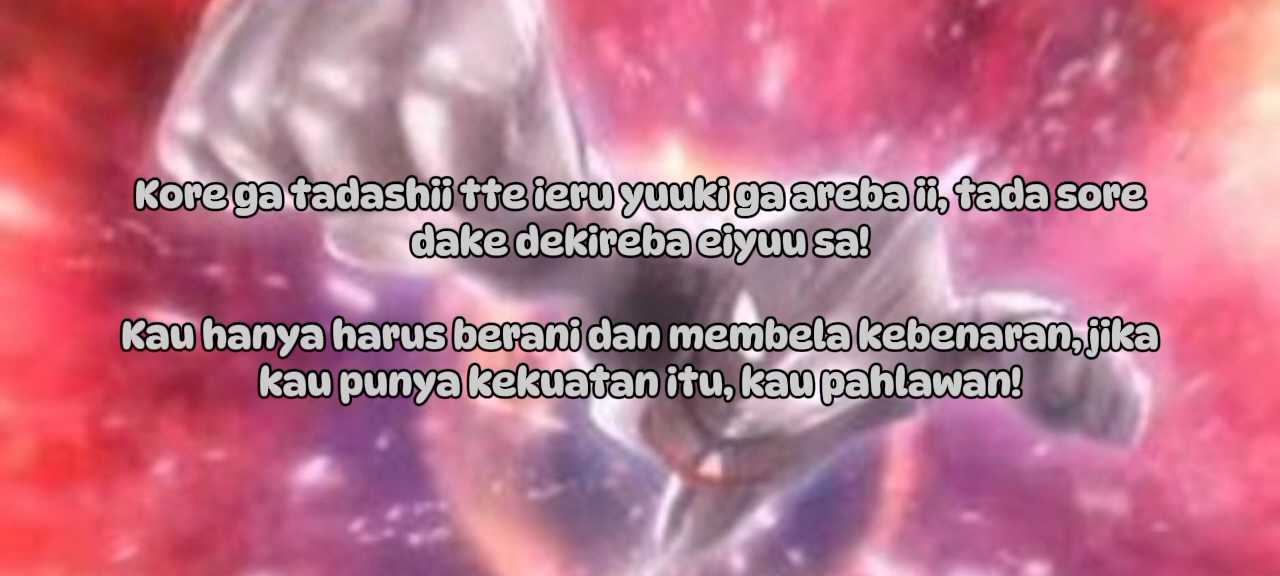 Kore ga tadashii tte ieru yuuki ga areba ii, tada sore
dake dekireba eiyuu sa!
Kau hanya harus berani dan membela kebenaran, jika
kau punya kekuatan itu, kau pahlawan!